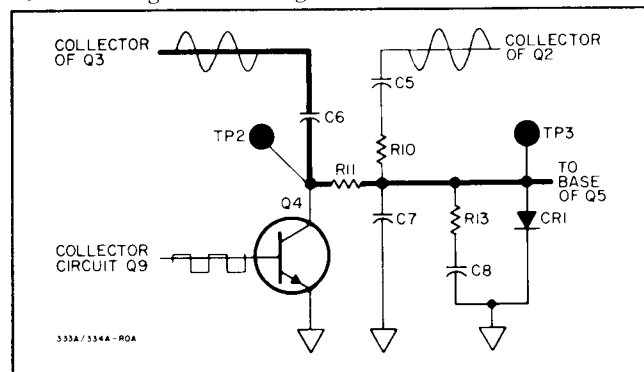 COLLECTOR
OF Q3
COLLECTOR
OF Q2
C5
C6
TP2
TP3
R10
R11
TO
BASE
OF Q5
Q4
C7
R13
CR1
COLLECTOR
CIRCUIT Q9
C8
333A/334A-ROA